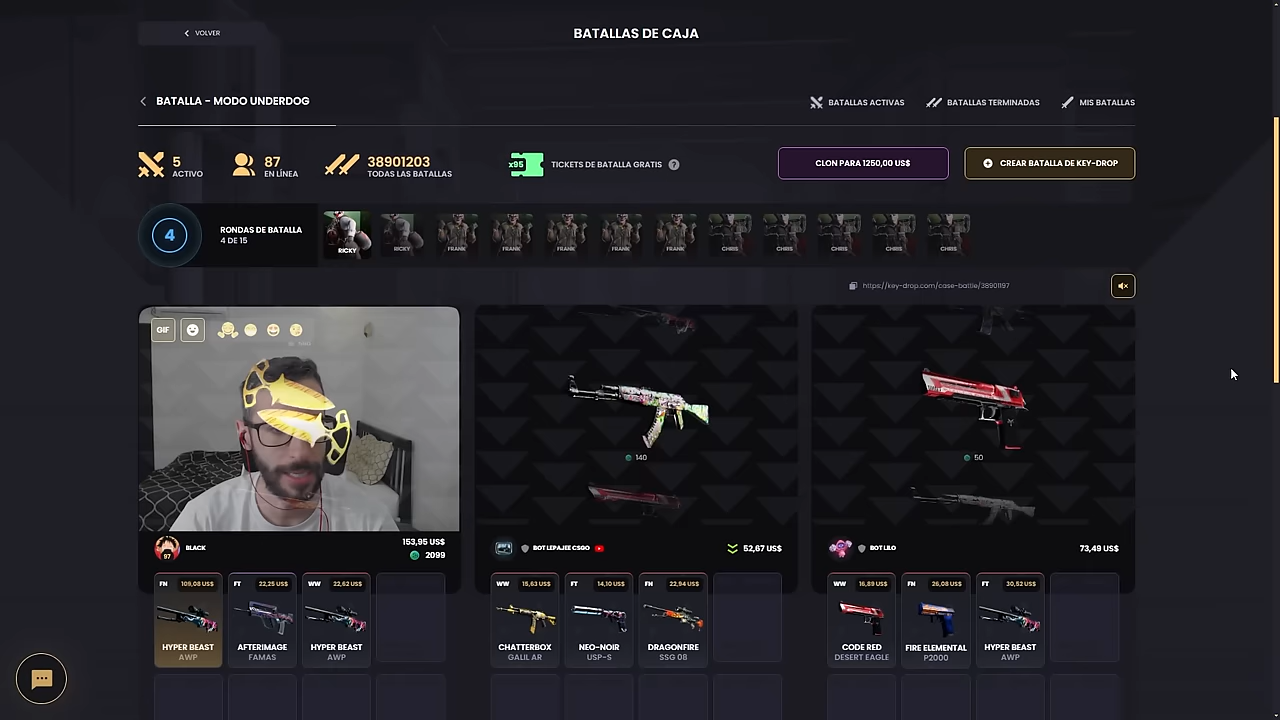 VOLVER
BATALLAS DE CAJA
BATALLA - MODO UNDERDOG
BATALLAS ACTIVAS
BATALLAS TERMINADAS
MIS BATALLAS
5
ACTIVO
87
EN LÍNEA
38901203
TODAS LAS BATALLAS
x95
TICKETS DE BATALLA GRATIS ?
CLON PARA 1250,00 US$
CREAR BATALLA DE KEY-DROP
4
RONDAS DE BATALLA
4 DE 15
RICKY RICKY FRANK FRANK FRANK FRANK FRANK CHRIS CHRIS CHRIS CHRIS CHRIS
https://key-drop.com/case-battle/38901197
GIF
140
50
97
BLACK
153,95 US$
2099
BOT LEPAJEE CSGO
52,67 US$
BOT LILO
73,49 US$
FN 109,08 US$
HYPER BEAST
AWP
FT 22,25 US$
AFTERIMAGE
FAMAS
WW 22,62 US$
HYPER BEAST
AWP
WW 15,63 US$
CHATTERBOX
GALIL AR
FT 14,10 US$
NEO-NOIR
USP-S
FN 22,94 US$
DRAGONFIRE
SSG 08
WW 16,89 US$
CODE RED
DESERT EAGLE
FN 26,08 US$
FIRE ELEMENTAL
P2000
FT 30,52 US$
HYPER BEAST
AWP